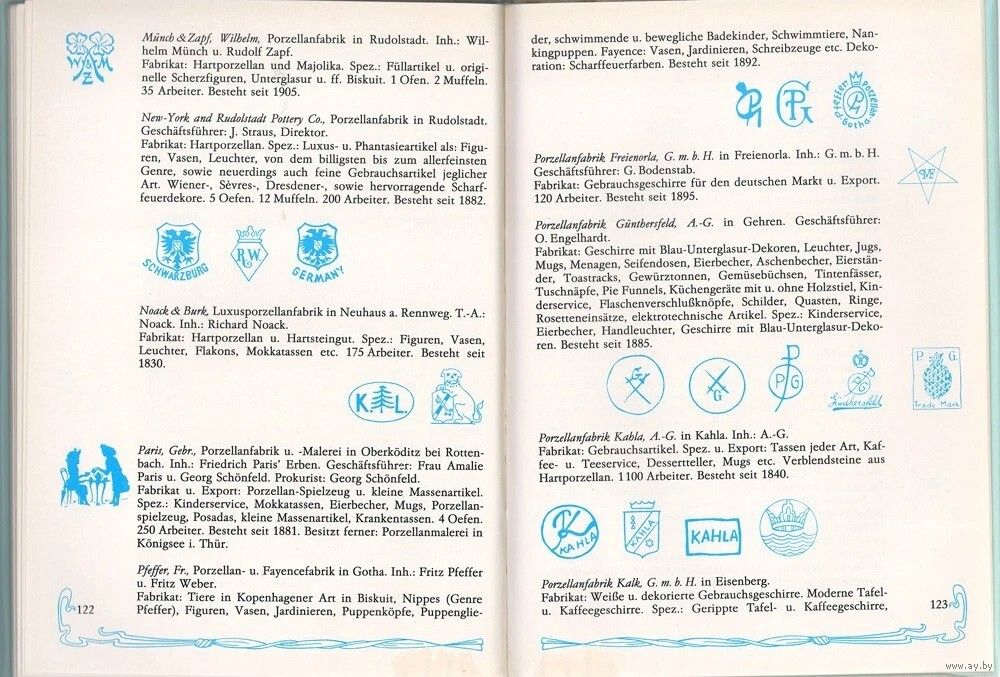 W & M
Z
Münch & Zapf, Wilhelm, Porzellanfabrik in Rudolstadt. Inh.: Wil-
helm Münch u. Rudolf Zapf.
Fabrikat: Hartporzellan und Majolika. Spez.: Füllartikel u. origi-
nelle Scherzfiguren, Unterglasur u. ff. Biskuit. 1 Ofen. 2 Muffeln.
35 Arbeiter. Besteht seit 1905.
New-York and Rudolstadt Pottery Co., Porzellanfabrik in Rudolstadt.
Geschäftsführer: J. Straus, Direktor.
Fabrikat: Hartporzellan. Spez.: Luxus- u. Phantasieartikel als: Figu-
ren, Vasen, Leuchter, von dem billigsten bis zum allerfeinsten
Genre, sowie neuerdings auch feine Gebrauchsartikel jeglicher
Art. Wiener-, Sèvres-, Dresdener-, sowie hervorragende Scharf-
feuerdekore. 5 Oefen. 12 Muffeln. 200 Arbeiter. Besteht seit 1882.
SCHWARZBURG
RW
GERMANY
Noack & Burk, Luxusporzellanfabrik in Neuhaus a. Rennweg. T.-A.:
Noack. Inh.: Richard Noack.
Fabrikat: Hartporzellan u. Hartsteingut. Spez.: Figuren, Vasen,
Leuchter, Flakons, Mokkatassen etc. 175 Arbeiter. Besteht seit
1830.
K. L.
Paris, Gebr., Porzellanfabrik u. -Malerei in Oberköditz bei Rotten-
bach. Inh.: Friedrich Paris' Erben. Geschäftsführer: Frau Amalie
Paris u. Georg Schönfeld. Prokurist: Georg Schönfeld.
Fabrikat u. Export: Porzellan-Spielzeug u. kleine Massenartikel.
Spez.: Kinderservice, Mokkatassen, Eierbecher, Mugs, Porzellan-
spielzeug, Posadas, kleine Massenartikel, Krankentassen. 4 Oefen.
250 Arbeiter. Besteht seit 1881. Besitzt ferner: Porzellanmalerei in
Königsee i. Thür.
Pfeffer, Fr., Porzellan- u. Fayencefabrik in Gotha. Inh.: Fritz Pfeffer
u. Fritz Weber.
Fabrikat: Tiere in Kopenhagener Art in Biskuit, Nippes (Genre
Pfeffer), Figuren, Vasen, Jardinieren, Puppenköpfe, Puppenglie-
122
der, schwimmende u. bewegliche Badekinder, Schwimmtiere, Nan-
kingpuppen. Fayence: Vasen, Jardinieren, Schreibzeuge etc. Deko-
ration: Scharffeuerfarben. Besteht seit 1892.
Pfeffer Porzellan Gotha
Porzellanfabrik Freienorla, G. m. b. H. in Freienorla. Inh.: G. m. b. H.
Geschäftsführer: G. Bodenstab.
Fabrikat: Gebrauchsgeschirre für den deutschen Markt u. Export.
120 Arbeiter. Besteht seit 1895.
Porzellanfabrik Günthersfeld, A.-G. in Gehren. Geschäftsführer:
O. Engelhardt.
Fabrikat: Geschirre mit Blau-Unterglasur-Dekoren, Leuchter, Jugs,
Mugs, Menagen, Seifendosen, Eierbecher, Aschenbecher, Eierstän-
der, Toastracks, Gewürztonnen, Gemüsebüchsen, Tintenfässer,
Tuschnäpfe, Pie Funnels, Küchengeräte mit u. ohne Holzstiel, Kin-
derservice, Flaschenverschlußknöpfe, Schilder, Quasten, Ringe,
Rosetteneinsätze, elektrotechnische Artikel. Spez.: Kinderservice,
Eierbecher, Handleuchter, Geschirre mit Blau-Unterglasur-Deko-
ren. Besteht seit 1885.
G
P G
Günthersfeld
P. G.
Trade Mark
Porzellanfabrik Kahla, A.-G. in Kahla. Inh.: A.-G.
Fabrikat: Gebrauchsartikel. Spez. u. Export: Tassen jeder Art, Kaf-
fee- u. Teeservice, Dessertteller, Mugs etc. Verblendsteine aus
Hartporzellan. 1100 Arbeiter. Besteht seit 1840.
K KAHLA
KAHLA
KAHLA
Porzellanfabrik Kalk, G. m. b. H. in Eisenberg.
Fabrikat: Weiße u. dekorierte Gebrauchsgeschirre. Moderne Tafel-
u. Kaffeegeschirre. Spez.: Gerippte Tafel- u. Kaffeegeschirre,
123
www.ay.by